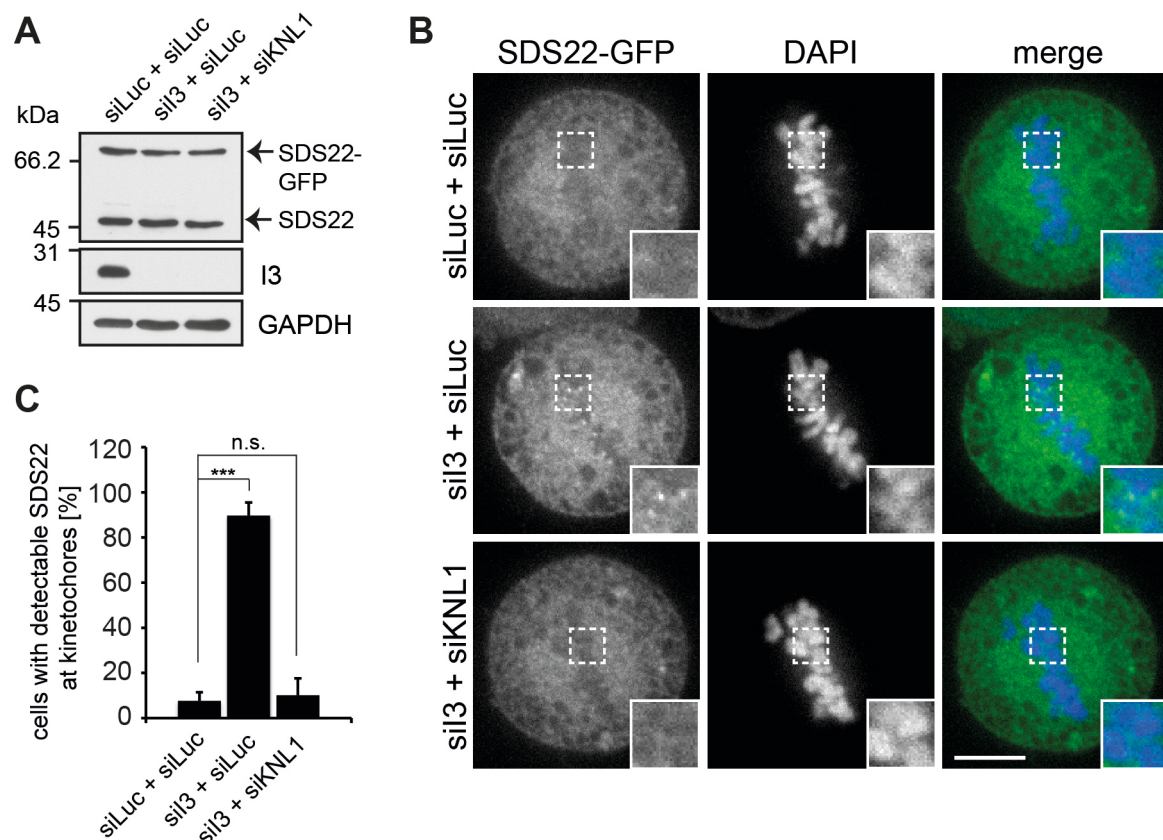 A
siLuc + siLuc
siI3 + siLuc
siI3 + siKNL1
kDa
66.2
45
31
45
SDS22-
GFP
SDS22
I3
GAPDH
B
SDS22-GFP
DAPI
merge
siLuc + siLuc
siI3 + siLuc
siI3 + siKNL1
C
cells with detectable SDS22
at kinetochores [%]
120
100
80
60
40
20
0
n.s.
***
siLuc + siLuc
siI3 + siLuc
siI3 + siKNL1